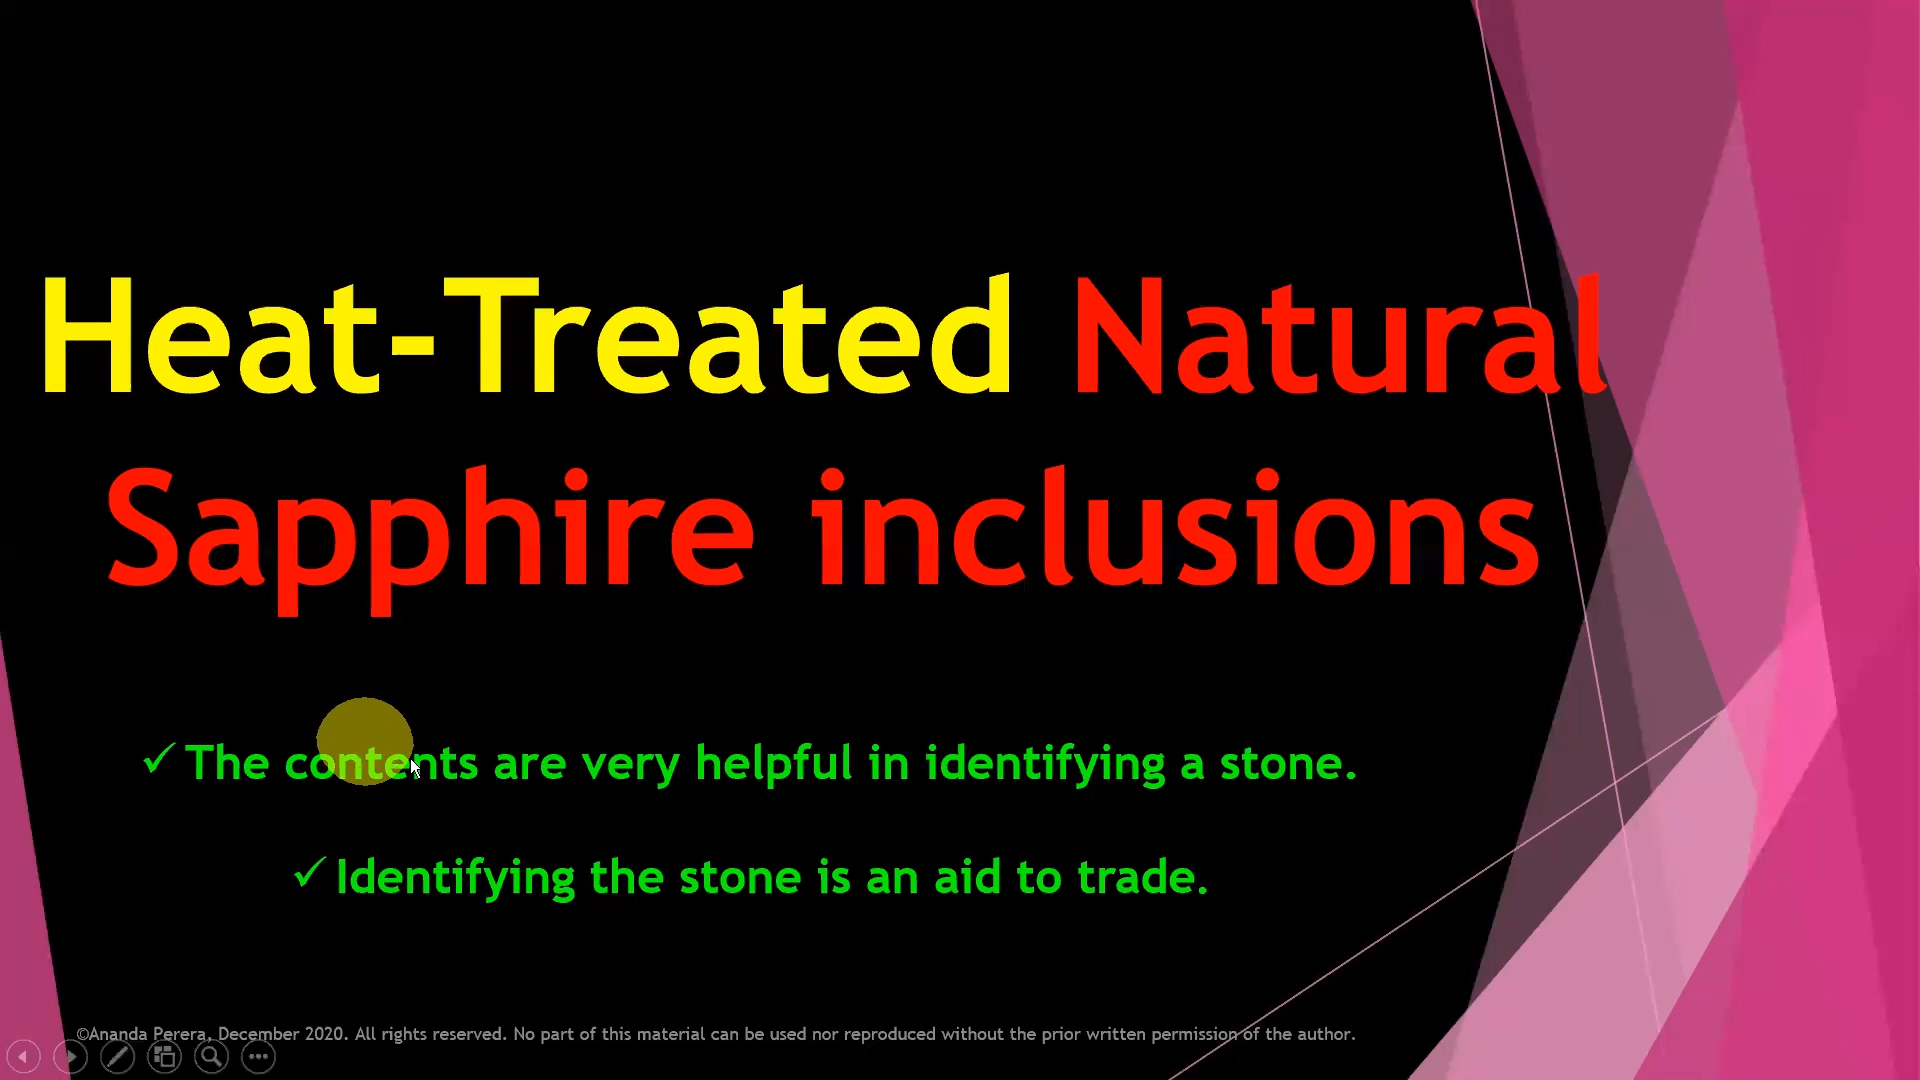 Heat-Treated Natural
Sapphire inclusions
✓ The contents are very helpful in identifying a stone.
✓ Identifying the stone is an aid to trade.
©Ananda Perera, December 2020. All rights reserved. No part of this material can be used nor reproduced without the prior written permission of the author.